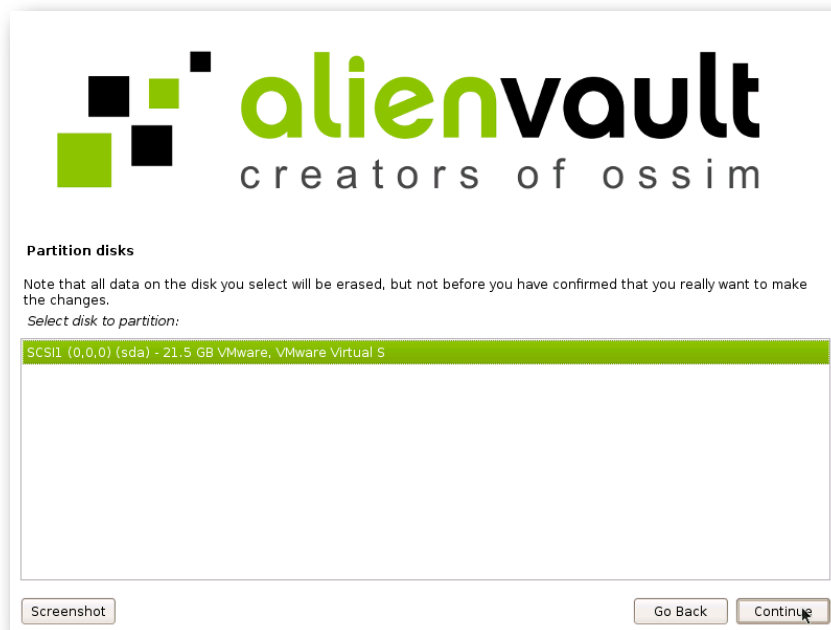 alienvault
creators of ossim
Partition disks
Note that all data on the disk you select will be erased, but not before you have confirmed that you really want to make
the changes.
Select disk to partition:
SCSI1 (0,0,0) (sda) - 21.5 GB VMware, VMware Virtual S
Screenshot
Go Back
Continue